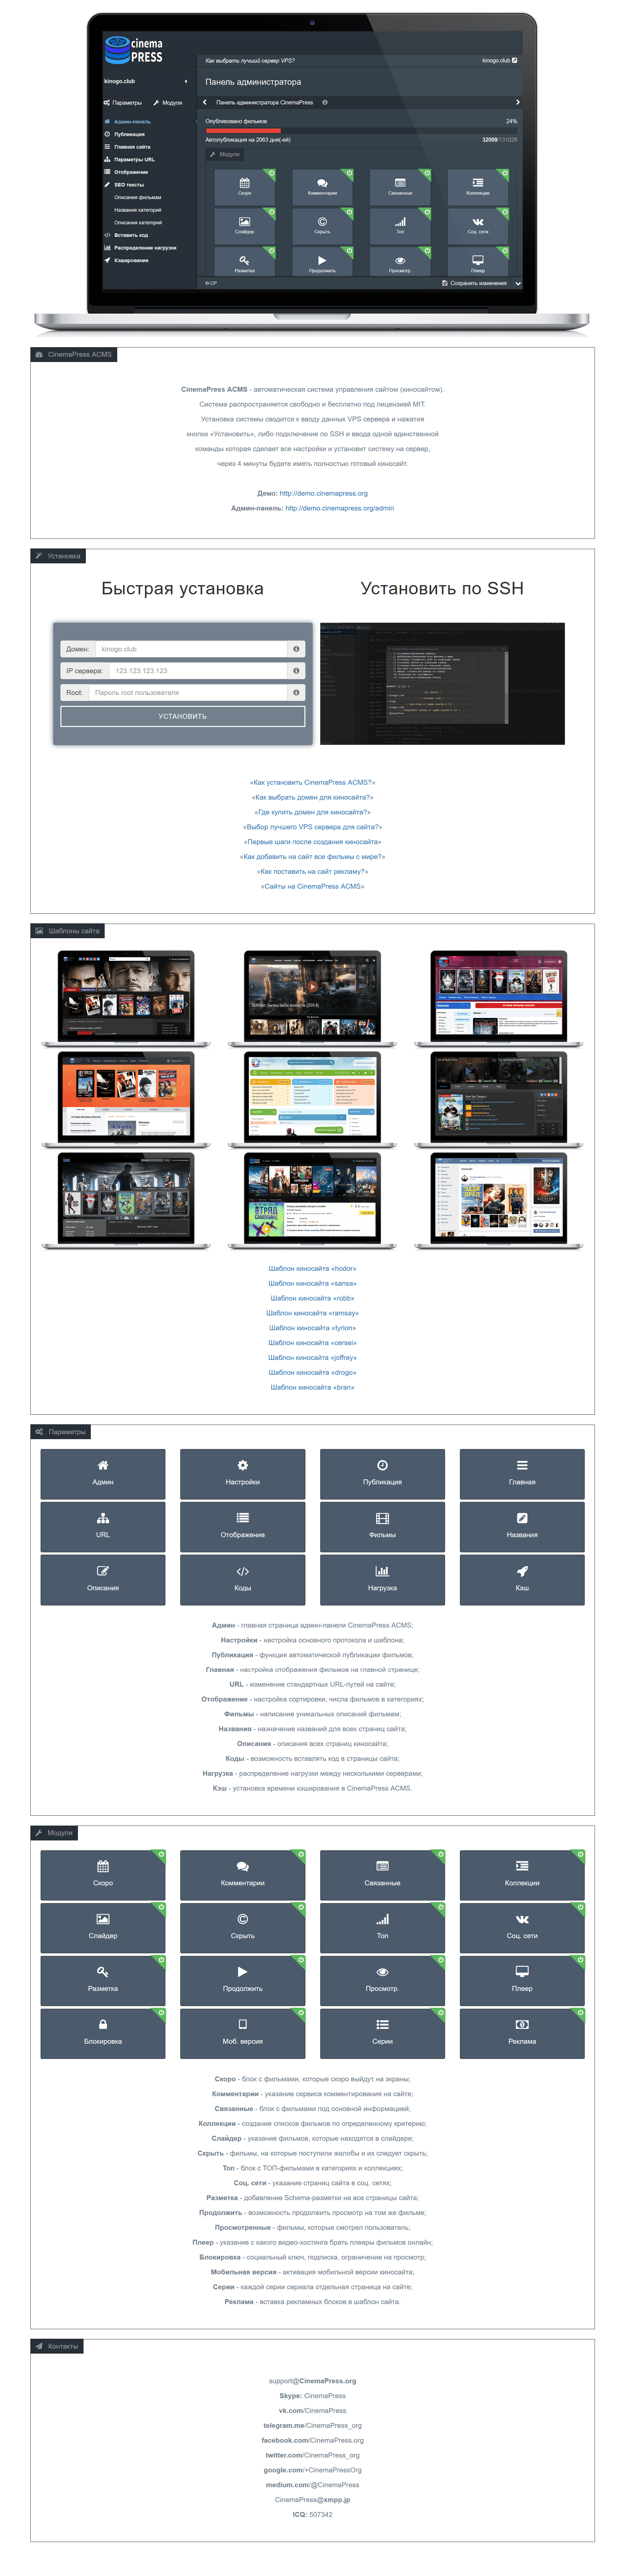 cinema
PRESS
Как выбрать лучший сервер VPS?
kinogo.club
kinogo.club
Панель администратора
Параметры
Модули
Панель администратора CinemaPress
Админ-панель
Публикация
Главная сайта
Параметры URL
Отображение
SEO тексты
Описания фильмам
Названия категорий
Описания категорий
Вставить код
Распределение нагрузки
Кэширование
Опубликовано фильмов
24%
Автопубликация на 2063 дня(-ей)
32009/131028
Модули
Скоро
Комментарии
Связанные
Коллекции
Слайдер
Скрыть
Топ
Соц. сети
Разметка
Продолжить
Просмотр
Плеер
© CP
Сохранить изменения
CinemaPress ACMS
CinemaPress ACMS - автоматическая система управления сайтом (киносайтом).
Система распространяется свободно и бесплатно под лицензией MIT.
Установка системы сводится к вводу данных VPS сервера и нажатия
кнопки «Установить», либо подключение по SSH и ввода одной единственной
команды которая сделает все настройки и установит систему на сервер,
через 4 минуты будете иметь полностью готовый киносайт.
Демо: http://demo.cinemapress.org
Админ-панель: http://demo.cinemapress.org/admin
Установка
Быстрая установка
Установить по SSH
Домен:
kinogo.club
IP сервера:
123.123.123.123
Root:
Пароль root пользователя
УСТАНОВИТЬ
«Как установить CinemaPress ACMS?»
«Как выбрать домен для киносайта?»
«Где купить домен для киносайта?»
«Выбор лучшего VPS сервера для сайта?»
«Первые шаги после создания киносайта»
«Как добавить на сайт все фильмы с мире?»
«Как поставить на сайт рекламу?»
«Сайты на CinemaPress ACMS»
Шаблоны сайта
Шаблон киносайта «hodor»
Шаблон киносайта «sansa»
Шаблон киносайта «robb»
Шаблон киносайта «ramsay»
Шаблон киносайта «tyrion»
Шаблон киносайта «cersei»
Шаблон киносайта «joffrey»
Шаблон киносайта «drogo»
Шаблон киносайта «bran»
Параметры
Админ
Настройки
Публикация
Главная
URL
Отображение
Фильмы
Названия
Описания
Коды
Нагрузка
Кэш
Админ - главная страница админ-панели CinemaPress ACMS;
Настройки - настройка основного протокола и шаблона;
Публикация - функция автоматической публикации фильмов;
Главная - настройка отображения фильмов на главной странице;
URL - изменение стандартных URL-путей на сайте;
Отображение - настройка сортировки, числа фильмов в категориях;
Фильмы - написание уникальных описаний фильмам;
Названия - назначение названий для всех страниц сайта;
Описания - описания всех страниц киносайта;
Коды - возможность вставлять код в страницы сайта;
Нагрузка - распределение нагрузки между несколькими серверами;
Кэш - установка времени кэширования в CinemaPress ACMS.
Модули
Скоро
Комментарии
Связанные
Коллекции
Слайдер
Скрыть
Топ
Соц. сети
Разметка
Продолжить
Просмотр.
Плеер
Блокировка
Моб. версия
Серии
Реклама
Скоро - блок с фильмами, которые скоро выйдут на экраны;
Комментарии - указание сервиса комментирования на сайте;
Связанные - блок с фильмами под основной информацией;
Коллекции - создание списков фильмов по определенному критерию;
Слайдер - указание фильмов, которые находятся в слайдере;
Скрыть - фильмы, на которые поступили жалобы и их следует скрыть;
Топ - блок с ТОП-фильмами в категориях и коллекциях;
Соц. сети - указание страниц сайта в соц. сетях;
Разметка - добавление Schema-разметки на все страницы сайта;
Продолжить - возможность продолжить просмотр на том же фильме;
Просмотренные - фильмы, которые смотрел пользователь;
Плеер - указание с какого видео-хостинга брать плееры фильмов онлайн;
Блокировка - социальный ключ, подписка, ограничение на просмотр;
Мобильная версия - активация мобильной версии киносайта;
Серии - каждой серии сериала отдельная страница на сайте;
Реклама - вставка рекламных блоков в шаблон сайта.
Контакты
support@CinemaPress.org
Skype: CinemaPress
vk.com/CinemaPress
telegram.me/CinemaPress_org
facebook.com/CinemaPress.org
twitter.com/CinemaPress_org
google.com/+CinemaPressOrg
medium.com/@CinemaPress
CinemaPress@xmpp.jp
ICQ: 507342